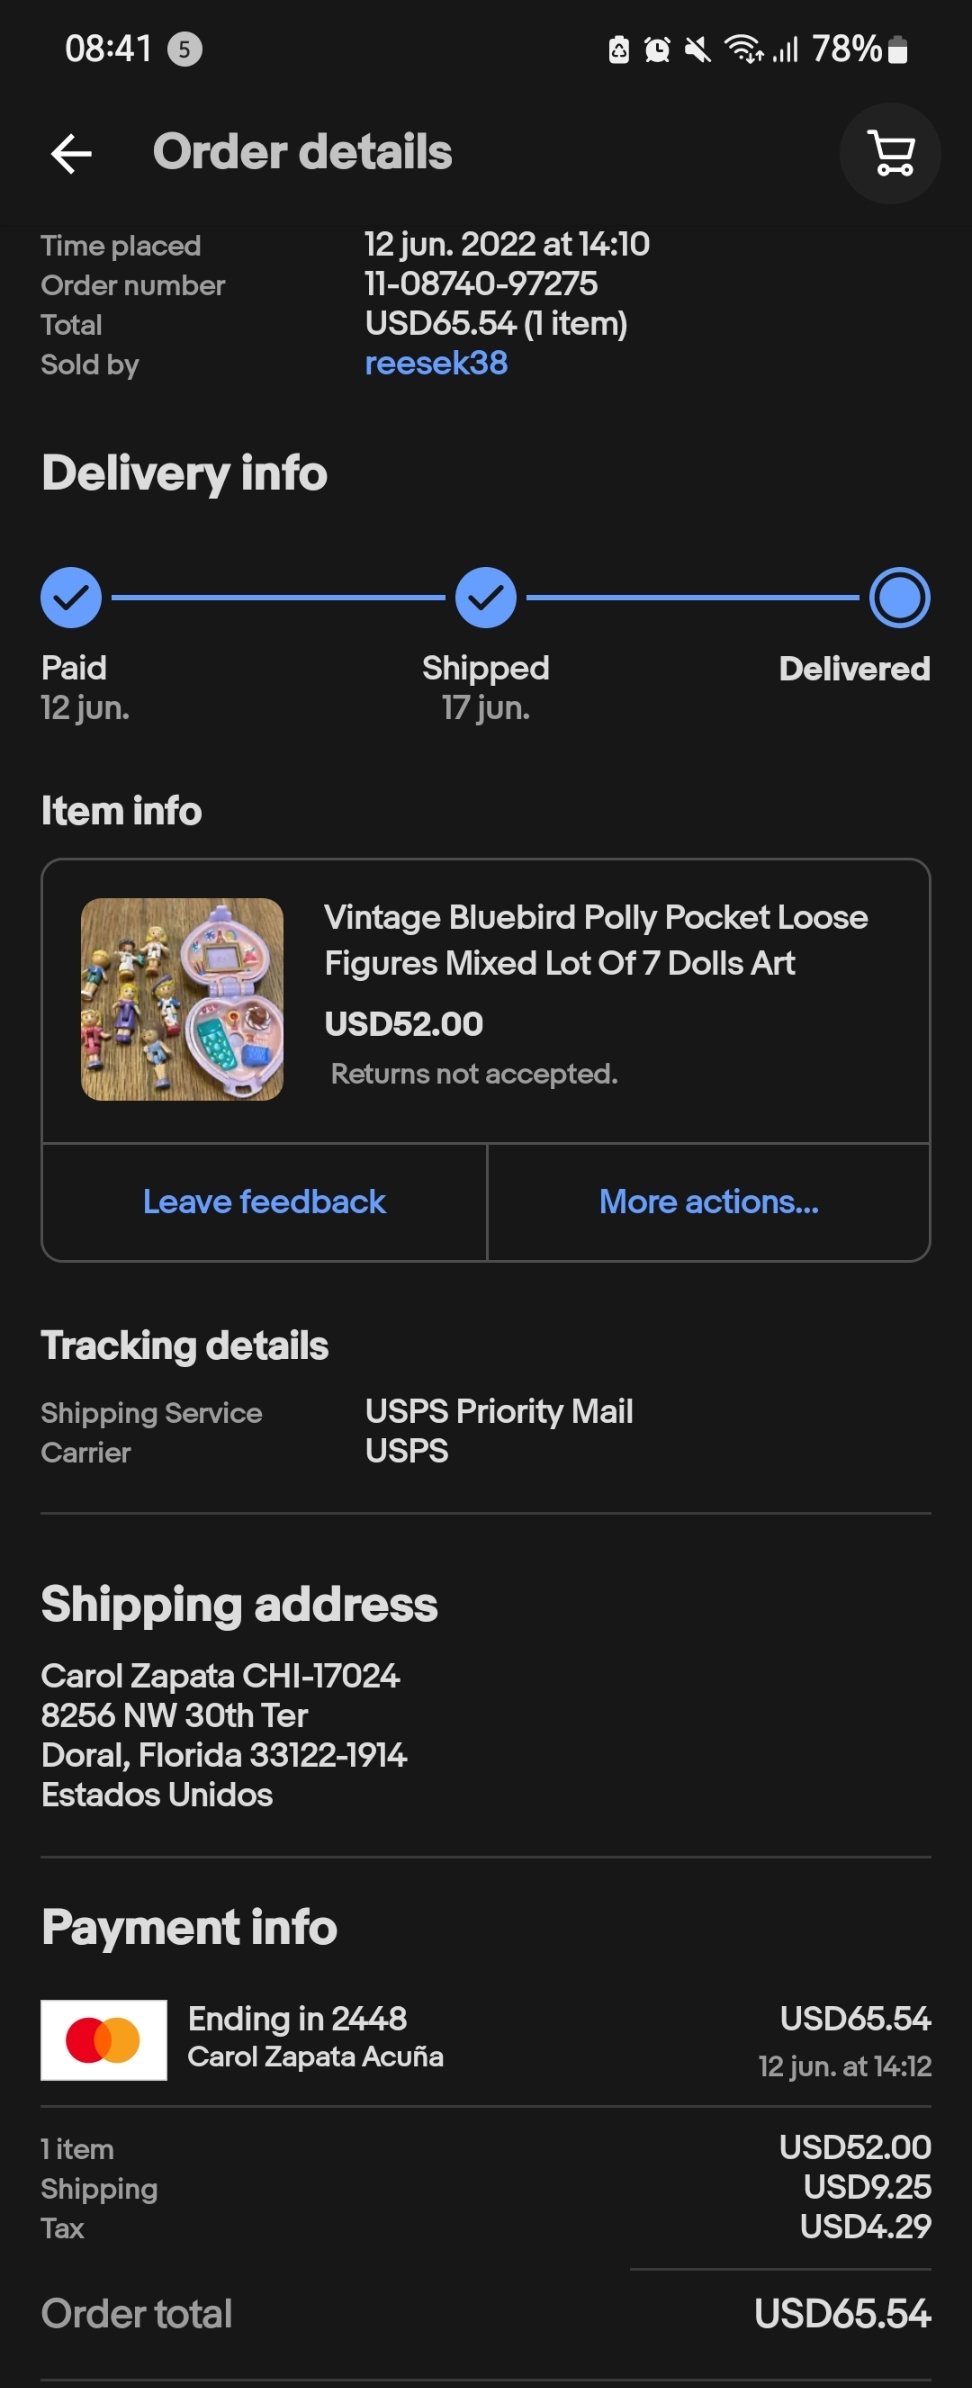 08:41 5 78%
Order details
Time placed 12 jun. 2022 at 14:10
Order number 11-08740-97275
Total USD65.54 (1 item)
Sold by reesek38
Delivery info
Paid Shipped Delivered
12 jun. 17 jun.
Item info
Vintage Bluebird Polly Pocket Loose
Figures Mixed Lot Of 7 Dolls Art
USD52.00
Returns not accepted.
Leave feedback More actions...
Tracking details
Shipping Service USPS Priority Mail
Carrier USPS
Shipping address
Carol Zapata CHI-17024
8256 NW 30th Ter
Doral, Florida 33122-1914
Estados Unidos
Payment info
Ending in 2448 USD65.54
Carol Zapata Acuña 12 jun. at 14:12
1 item USD52.00
Shipping USD9.25
Tax USD4.29
Order total USD65.54